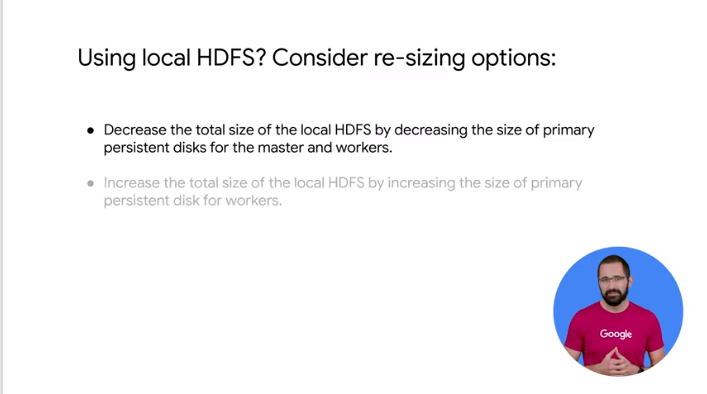 Using local HDFS? Consider re-sizing options:
● Decrease the total size of the local HDFS by decreasing the size of primary
persistent disks for the master and workers.
● Increase the total size of the local HDFS by increasing the size of primary
persistent disk for workers.
Google